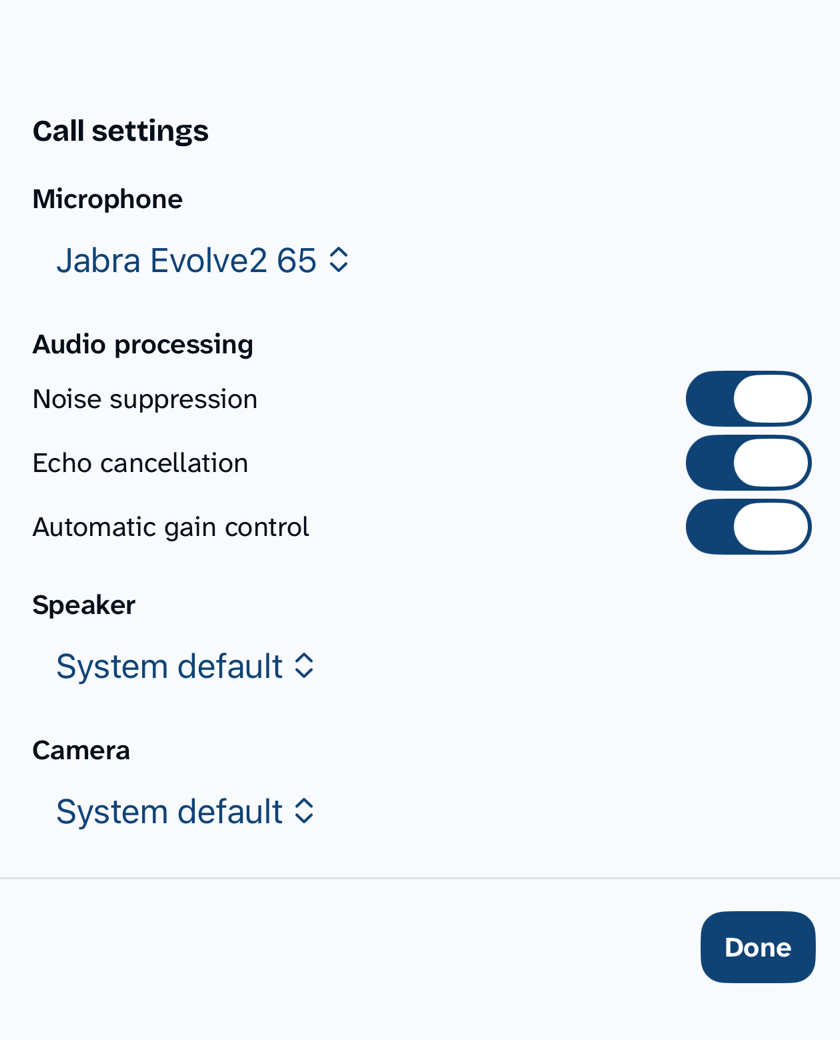 Call settings
Microphone
Jabra Evolve2 65
Audio processing
Noise suppression
Echo cancellation
Automatic gain control
Speaker
System default
Camera
System default
Done